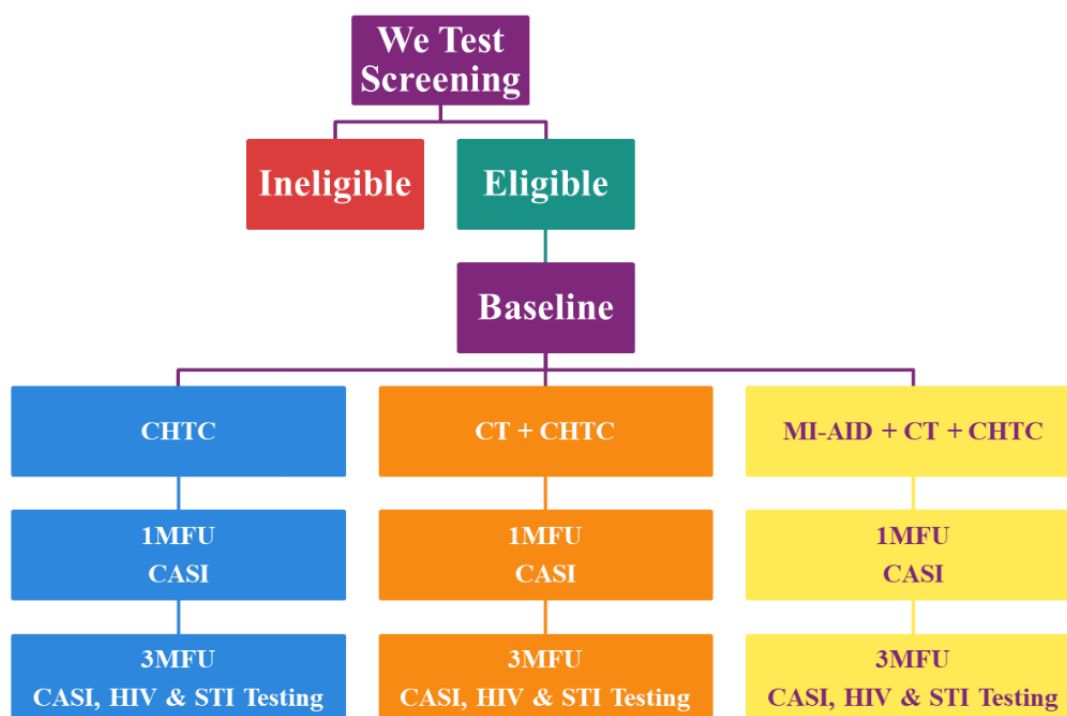 We Test
Screening
Ineligible
Eligible
Baseline
CHTC
CT + CHTC
MI-AID + CT + CHTC
1MFU
CASI
1MFU
CASI
1MFU
CASI
3MFU
CASI, HIV & STI Testing
3MFU
CASI, HIV & STI Testing
3MFU
CASI, HIV & STI Testing